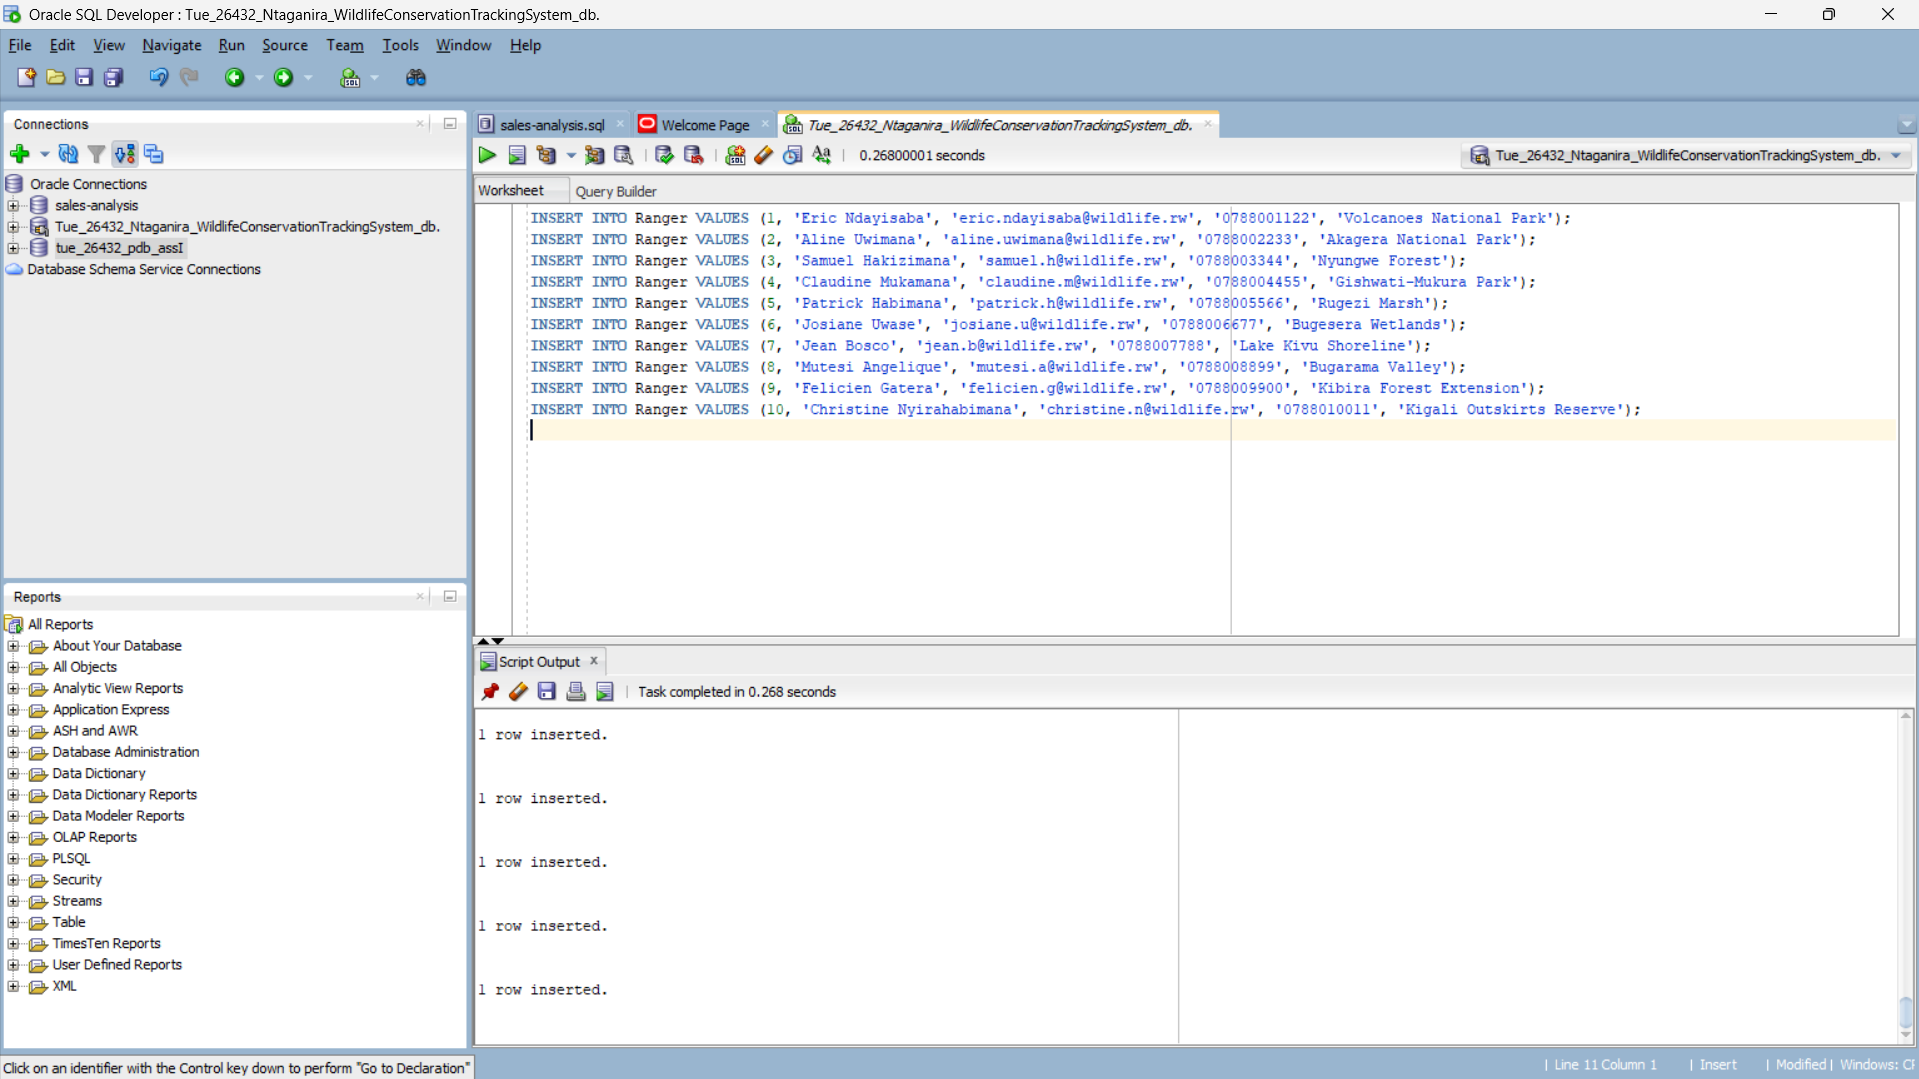 Oracle SQL Developer : Tue_26432_Ntaganira_WildlifeConservationTrackingSystem_db.
File Edit View Navigate Run Source Team Tools Window Help
Connections
Oracle Connections
sales-analysis
Tue_26432_Ntaganira_WildlifeConservationTrackingSystem_db.
tue_26432_pdb_assI
Database Schema Service Connections
Reports
All Reports
About Your Database
All Objects
Analytic View Reports
Application Express
ASH and AWR
Database Administration
Data Dictionary
Data Dictionary Reports
Data Modeler Reports
OLAP Reports
PLSQL
Security
Streams
Table
TimesTen Reports
User Defined Reports
XML
sales-analysis.sql Welcome Page Tue_26432_Ntaganira_WildlifeConservationTrackingSystem_db.
0.26800001 seconds Tue_26432_Ntaganira_WildlifeConservationTrackingSystem_db.
Worksheet Query Builder
INSERT INTO Ranger VALUES (1, 'Eric Ndayisaba', 'eric.ndayisaba@wildlife.rw', '0788001122', 'Volcanoes National Park');
INSERT INTO Ranger VALUES (2, 'Aline Uwimana', 'aline.uwimana@wildlife.rw', '0788002233', 'Akagera National Park');
INSERT INTO Ranger VALUES (3, 'Samuel Hakizimana', 'samuel.h@wildlife.rw', '0788003344', 'Nyungwe Forest');
INSERT INTO Ranger VALUES (4, 'Claudine Mukamana', 'claudine.m@wildlife.rw', '0788004455', 'Gishwati-Mukura Park');
INSERT INTO Ranger VALUES (5, 'Patrick Habimana', 'patrick.h@wildlife.rw', '0788005566', 'Rugezi Marsh');
INSERT INTO Ranger VALUES (6, 'Josiane Uwase', 'josiane.u@wildlife.rw', '0788006677', 'Bugesera Wetlands');
INSERT INTO Ranger VALUES (7, 'Jean Bosco', 'jean.b@wildlife.rw', '0788007788', 'Lake Kivu Shoreline');
INSERT INTO Ranger VALUES (8, 'Mutesi Angelique', 'mutesi.a@wildlife.rw', '0788008899', 'Bugarama Valley');
INSERT INTO Ranger VALUES (9, 'Felicien Gatera', 'felicien.g@wildlife.rw', '0788009900', 'Kibira Forest Extension');
INSERT INTO Ranger VALUES (10, 'Christine Nyirahabimana', 'christine.n@wildlife.rw', '0788010011', 'Kigali Outskirts Reserve');
Script Output
Task completed in 0.268 seconds
1 row inserted.
1 row inserted.
1 row inserted.
1 row inserted.
1 row inserted.
Click on an identifier with the Control key down to perform "Go to Declaration"
Line 11 Column 1 Insert Modified Windows: